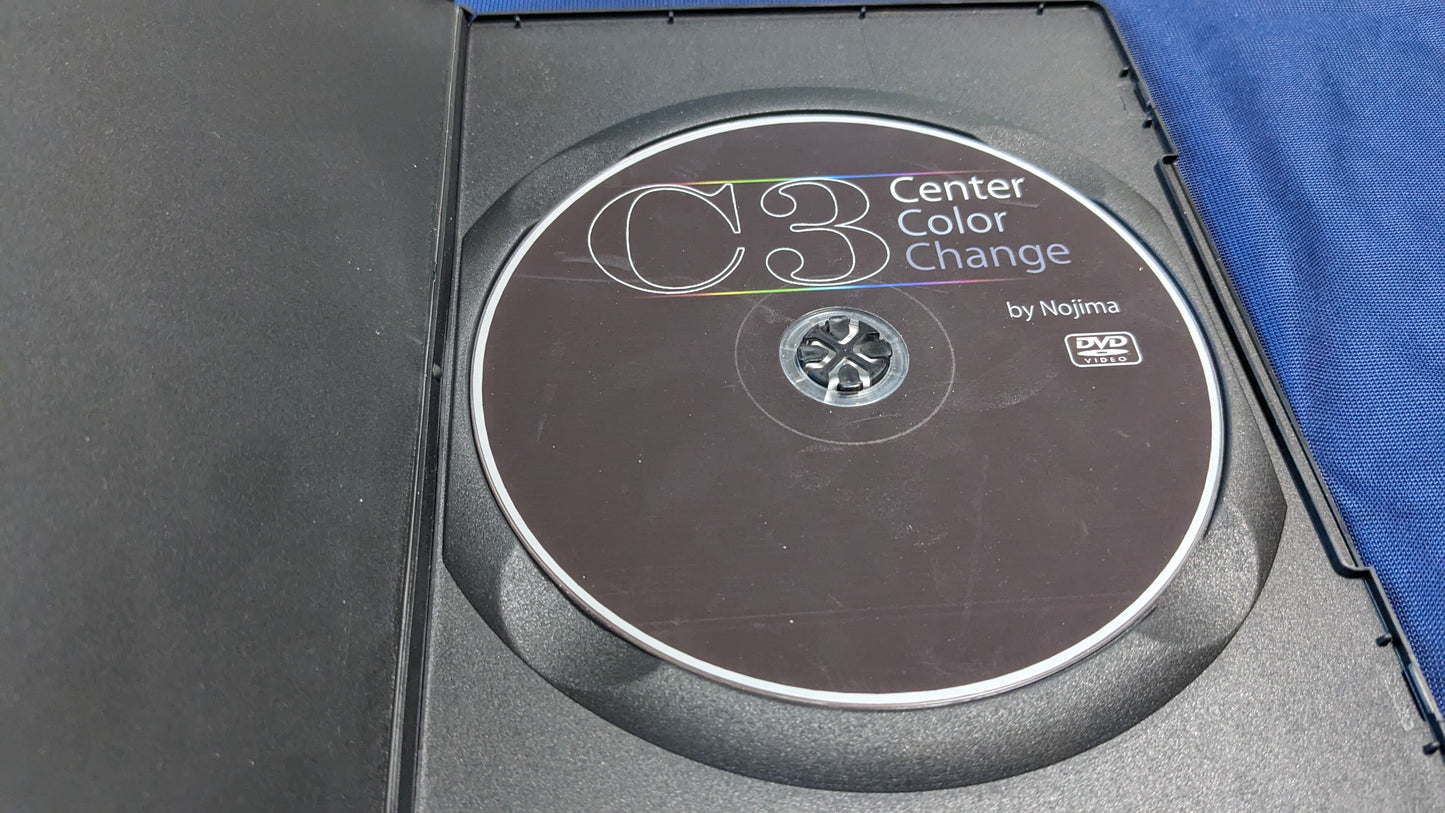 C3
Center
Color
Change
by Nojima
DVD
VIDEO